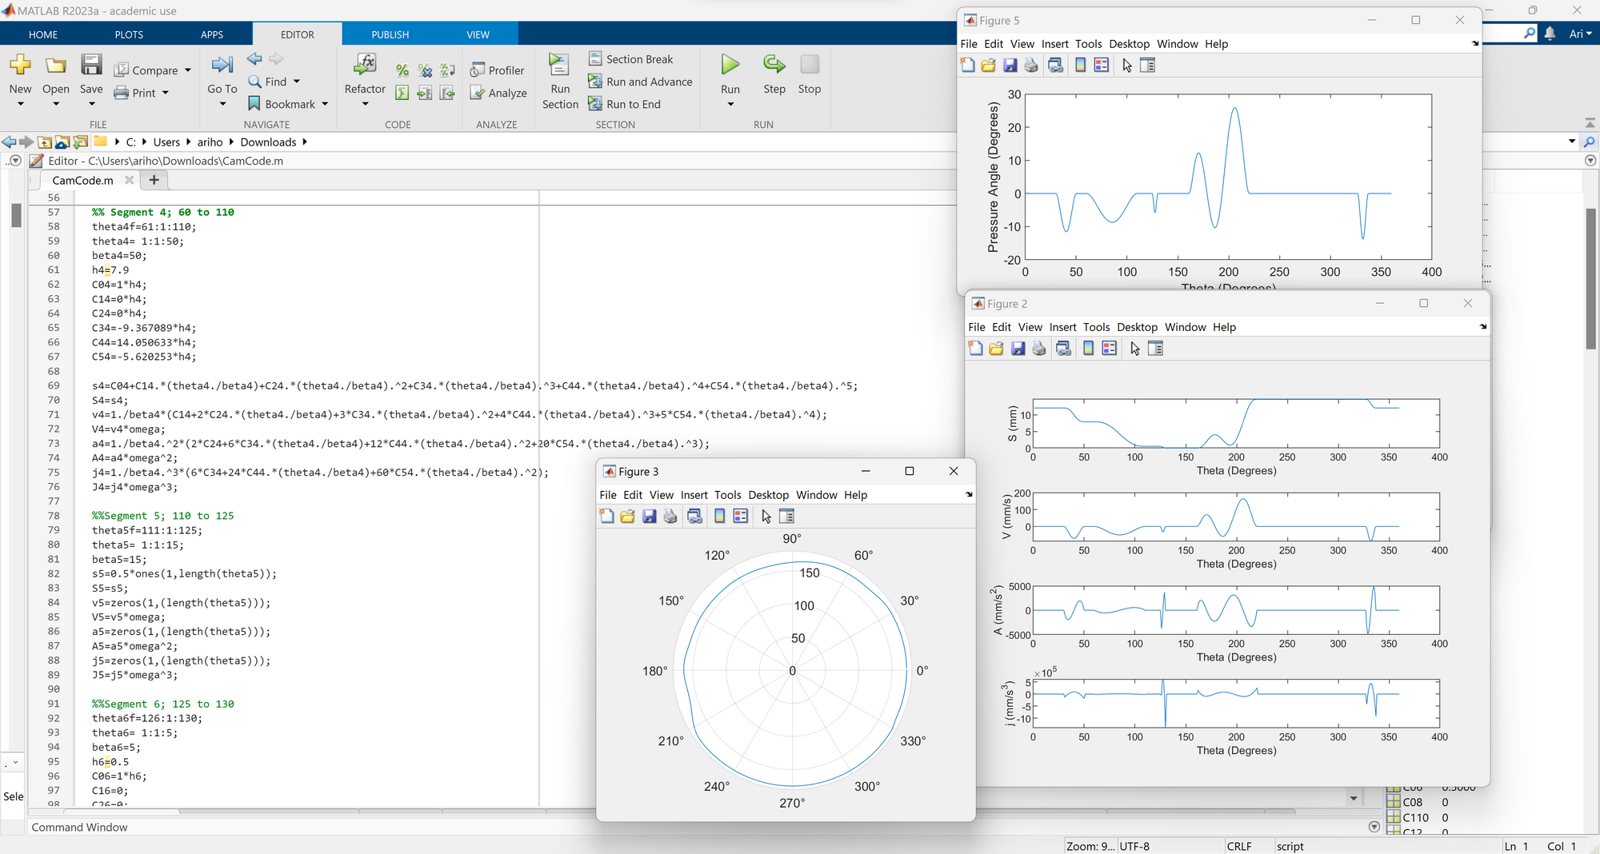 MATLAB R2023a - academic use
HOME PLOTS APPS EDITOR PUBLISH VIEW
Ari
New Open Save Compare Print
FILE
Go To Find Bookmark
NAVIGATE
Refactor
CODE
Profiler
Analyze
ANALYZE
Run Section
Section Break
Run and Advance
Run to End
SECTION
Run Step Stop
RUN
C: Users ariho Downloads
Editor - C:\Users\ariho\Downloads\CamCode.m
CamCode.m
56
57 %% Segment 4; 60 to 110
58 theta4f=61:1:110;
59 theta4= 1:1:50;
60 beta4=50;
61 h4=7.9
62 C04=1*h4;
63 C14=0*h4;
64 C24=0*h4;
65 C34=-9.367089*h4;
66 C44=14.050633*h4;
67 C54=-5.620253*h4;
68
69 s4=C04+C14.*(theta4./beta4)+C24.*(theta4./beta4).^2+C34.*(theta4./beta4).^3+C44.*(theta4./beta4).^4+C54.*(theta4./beta4).^5;
70 S4=s4;
71 v4=1./beta4*(C14+2*C24.*(theta4./beta4)+3*C34.*(theta4./beta4).^2+4*C44.*(theta4./beta4).^3+5*C54.*(theta4./beta4).^4);
72 V4=v4*omega;
73 a4=1./beta4.^2*(2*C24+6*C34.*(theta4./beta4)+12*C44.*(theta4./beta4).^2+20*C54.*(theta4./beta4).^3);
74 A4=a4*omega^2;
75 j4=1./beta4.^3*(6*C34+24*C44.*(theta4./beta4)+60*C54.*(theta4./beta4).^2);
76 J4=j4*omega^3;
77
78 %%Segment 5; 110 to 125
79 theta5f=111:1:125;
80 theta5= 1:1:15;
81 beta5=15;
82 s5=0.5*ones(1,length(theta5));
83 S5=s5;
84 v5=zeros(1,(length(theta5)));
85 V5=v5*omega;
86 a5=zeros(1,(length(theta5)));
87 A5=a5*omega^2;
88 j5=zeros(1,(length(theta5)));
89 J5=j5*omega^3;
90
91 %%Segment 6; 125 to 130
92 theta6f=126:1:130;
93 theta6= 1:1:5;
94 beta6=5;
95 h6=0.5
96 C06=1*h6;
97 C16=0;
98 C26=0;
Sele
Command Window
Figure 5
File Edit View Insert Tools Desktop Window Help
Pressure Angle (Degrees)
30
20
10
0
-10
-20
0 50 100 150 200 250 300 350 400
Theta (Degrees)
Figure 2
File Edit View Insert Tools Desktop Window Help
S (mm)
10
5
0
0 50 100 150 200 250 300 350 400
Theta (Degrees)
V (mm/s)
200
100
0
0 50 100 150 200 250 300 350 400
Theta (Degrees)
A (mm/s²)
5000
0
-5000
0 50 100 150 200 250 300 350 400
Theta (Degrees)
j (mm/s³)
×10⁵
5
0
-5
-10
0 50 100 150 200 250 300 350 400
Theta (Degrees)
Figure 3
File Edit View Insert Tools Desktop Window Help
90°
120° 60°
150
150° 30°
100
50
180° 0 0°
210° 330°
240° 300°
270°
C06 0.5000
C08 0
C110 0
C12 0
Zoom: 9... UTF-8 CRLF script Ln 1 Col 1